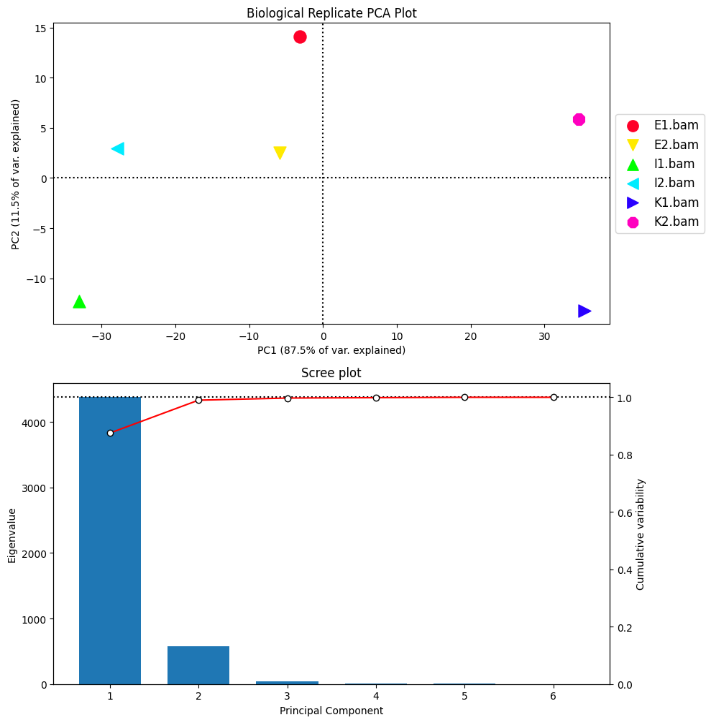 Biological Replicate PCA Plot
15
10
5
0
−5
−10
PC2 (11.5% of var. explained)
−30
−20
−10
0
10
20
30
PC1 (87.5% of var. explained)
E1.bam
E2.bam
I1.bam
I2.bam
K1.bam
K2.bam
Scree plot
4000
3000
2000
1000
0
Eigenvalue
1.0
0.8
0.6
0.4
0.2
0.0
Cumulative variability
1
2
3
4
5
6
Principal Component